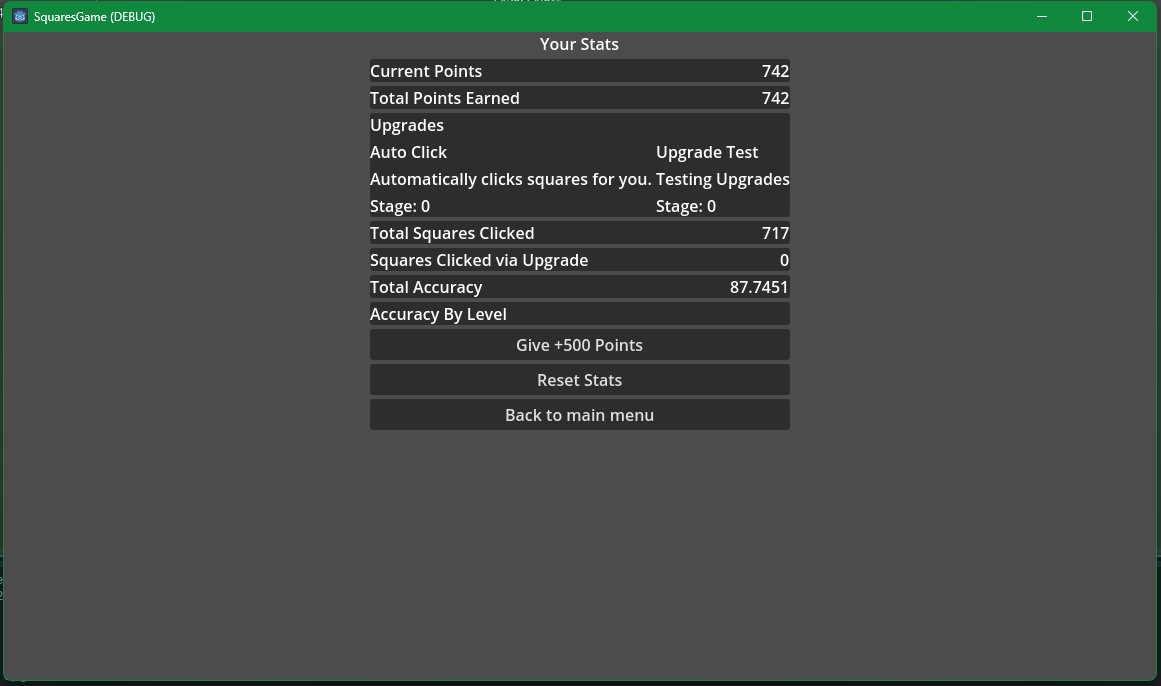 SquaresGame (DEBUG)
Your Stats
Current Points 742
Total Points Earned 742
Upgrades
Auto Click Upgrade Test
Automatically clicks squares for you. Testing Upgrades
Stage: 0 Stage: 0
Total Squares Clicked 717
Squares Clicked via Upgrade 0
Total Accuracy 87.7451
Accuracy By Level
Give +500 Points
Reset Stats
Back to main menu